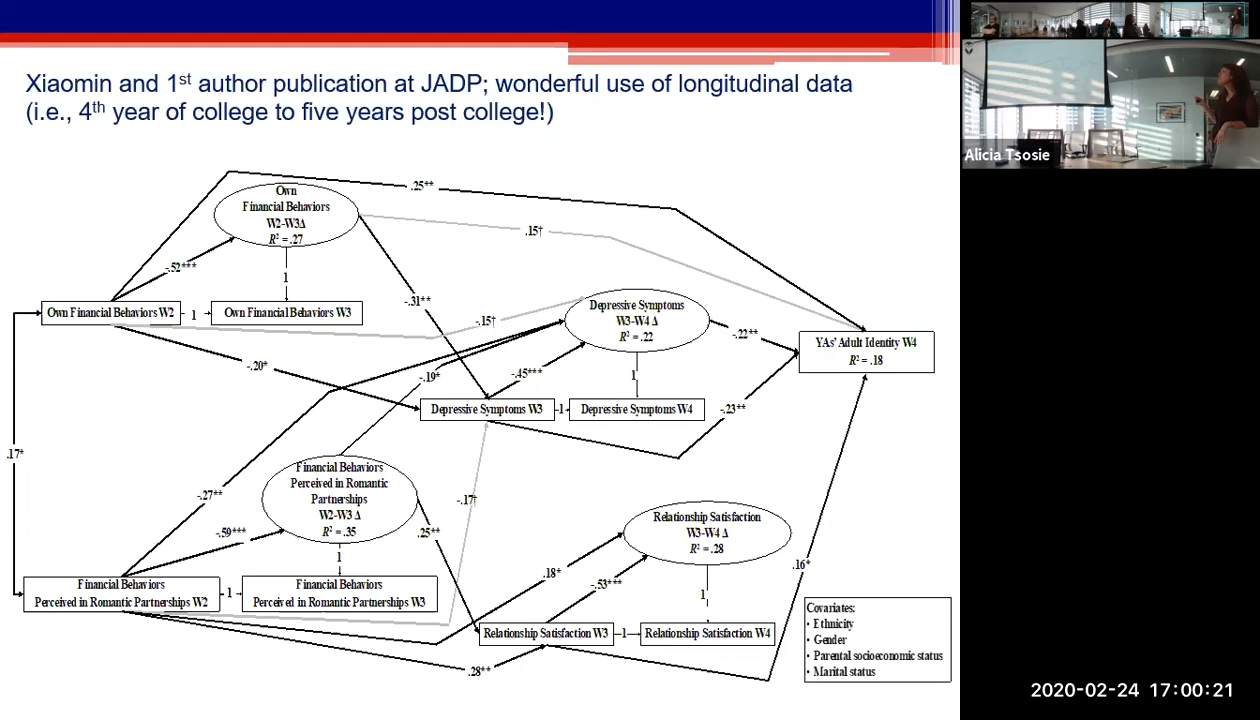 Xiaomin and 1st author publication at JADP; wonderful use of longitudinal data
(i.e., 4th year of college to five years post college!)
Alicia Tsosie
.25**
Own
Financial Behaviors
W2-W3Δ
R² = .27
.15†
-.52***
1
-.31**
Own Financial Behaviors W2
1
Own Financial Behaviors W3
-.15†
Depressive Symptoms
W3-W4 Δ
R² = .22
-.22**
YAs' Adult Identity W4
R² = .18
-.20*
-.19*
-.45***
1
Depressive Symptoms W3
1
Depressive Symptoms W4
-.23**
.17*
Financial Behaviors
Perceived in Romantic
Partnerships
W2-W3 Δ
R² = .35
-.27**
-.17†
-.59***
.25**
1
Relationship Satisfaction
W3-W4 Δ
R² = .28
.16*
.18*
-.53***
1
Financial Behaviors
Perceived in Romantic Partnerships W2
1
Financial Behaviors
Perceived in Romantic Partnerships W3
Relationship Satisfaction W3
1
Relationship Satisfaction W4
.28**
Covariates:
• Ethnicity
• Gender
• Parental socioeconomic status
• Marital status
2020-02-24 17:00:21